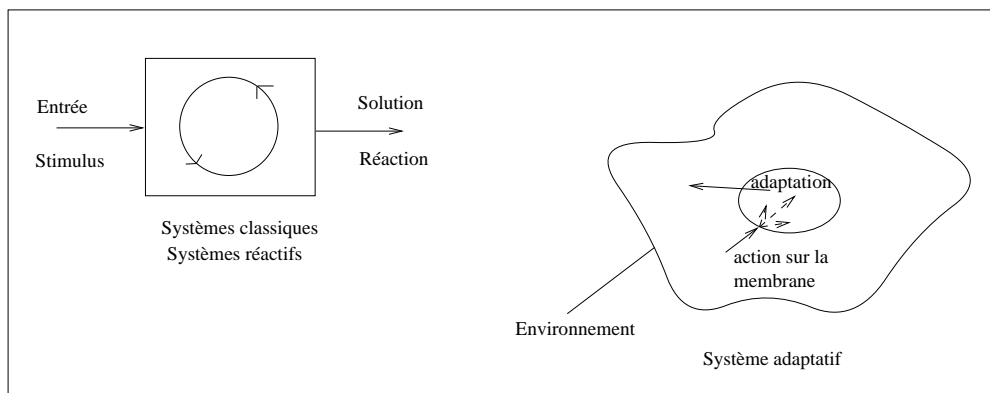 Entrée
Stimulus
Solution
Réaction
Systèmes classiques
Systèmes réactifs
adaptation
action sur la
membrane
Environnement
Système adaptatif